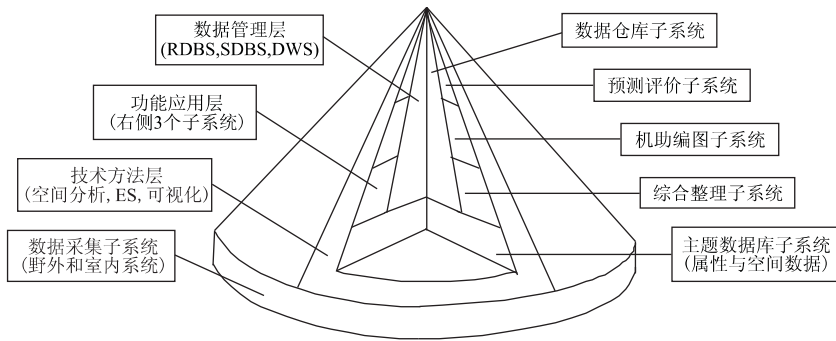 数据管理层
(RDBS,SDBS,DWS)
功能应用层
(右侧3个子系统)
技术方法层
(空间分析, ES, 可视化)
数据采集子系统
(野外和室内系统)
数据仓库子系统
预测评价子系统
机助编图子系统
综合整理子系统
主题数据库子系统
(属性与空间数据)